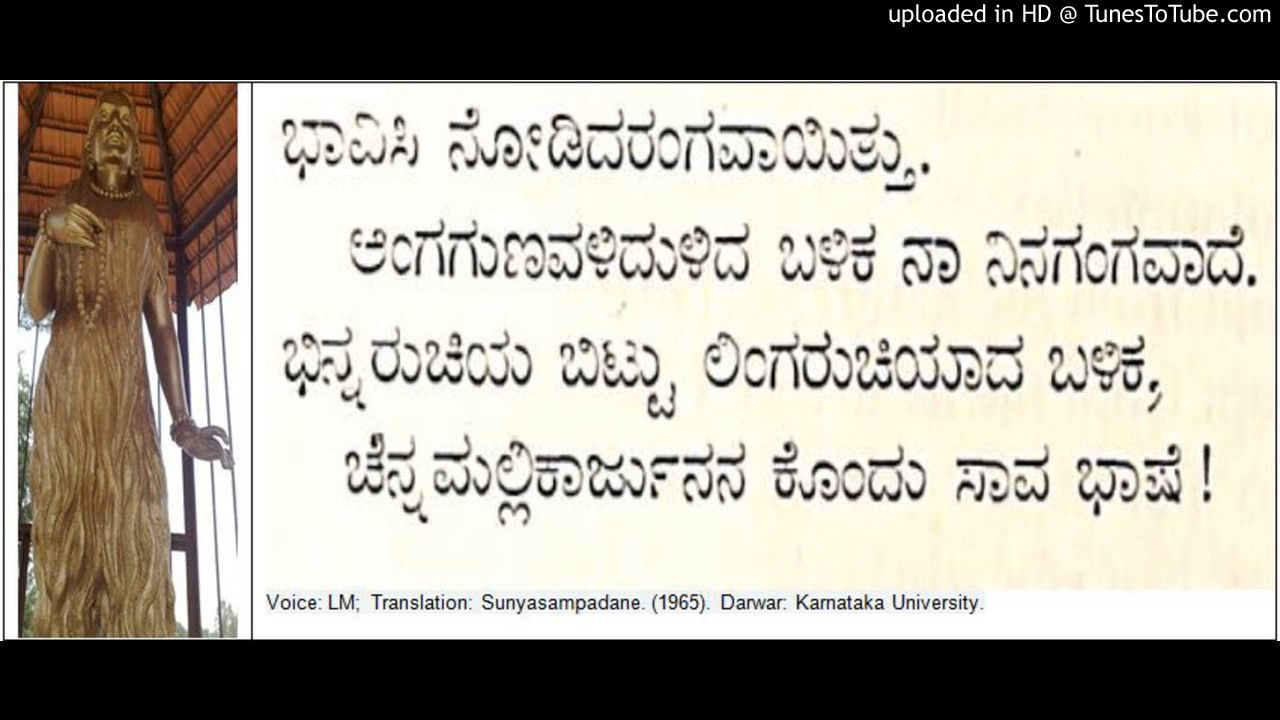 uploaded in HD @ TunesToTube.com
ಭಾವಿಸಿ ನೋಡಿದರಂಗವಾಯಿತ್ತು.
ಅಂಗಗುಣವಳಿದುಳಿದ ಬಳಿಕ ನಾ ನಿನಗಂಗವಾದೆ.
ಭಿನ್ನರುಚಿಯ ಬಿಟ್ಟು ಲಿಂಗರುಚಿಯಾದ ಬಳಿಕ,
ಚೆನ್ನಮಲ್ಲಿಕಾರ್ಜುನನ ಕೊಂದು ಸಾವ ಭಾಷೆ!
Voice: LM; Translation: Sunyasampadane. (1965). Darwar: Karnataka University.